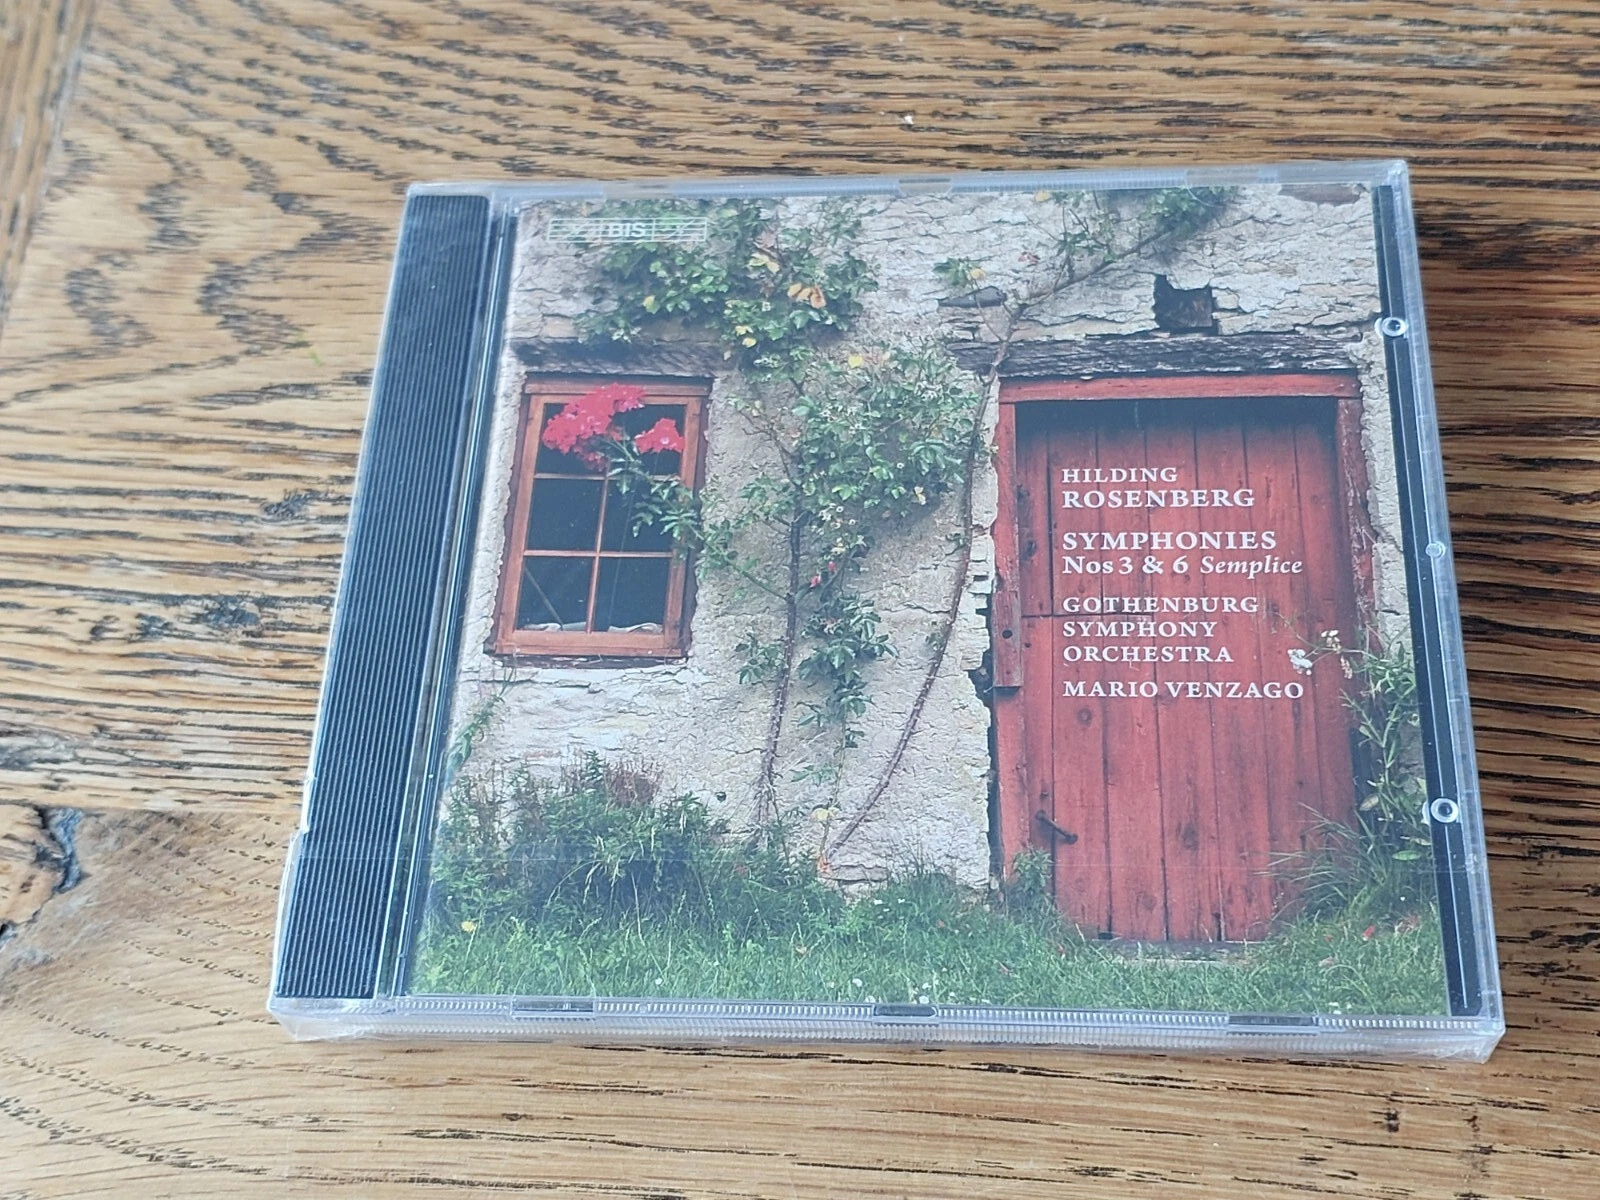 BIS
HILDING
ROSENBERG
SYMPHONIES
Nos 3 & 6 Semplice
GOTHENBURG
SYMPHONY
ORCHESTRA
MARIO VENZAGO